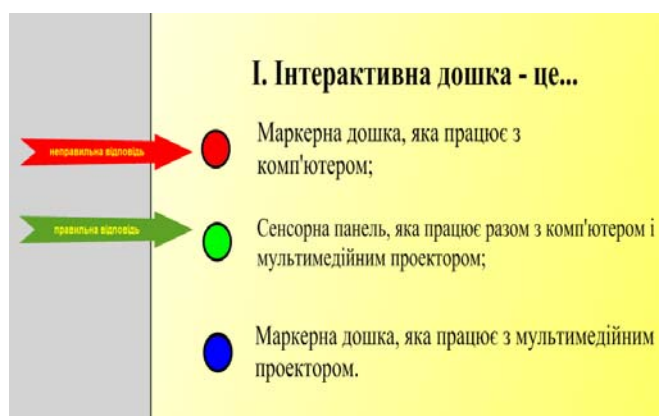 І. Інтерактивна дошка - це...
неправильна відповідь
Маркерна дошка, яка працює з
комп'ютером;
правильна відповідь
Сенсорна панель, яка працює разом з комп'ютером і
мультимедійним проектором;
Маркерна дошка, яка працює з мультимедійним
проектором.